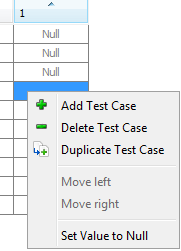 1
Null
Null
Null
Add Test Case
Delete Test Case
Duplicate Test Case
Move left
Move right
Set Value to Null